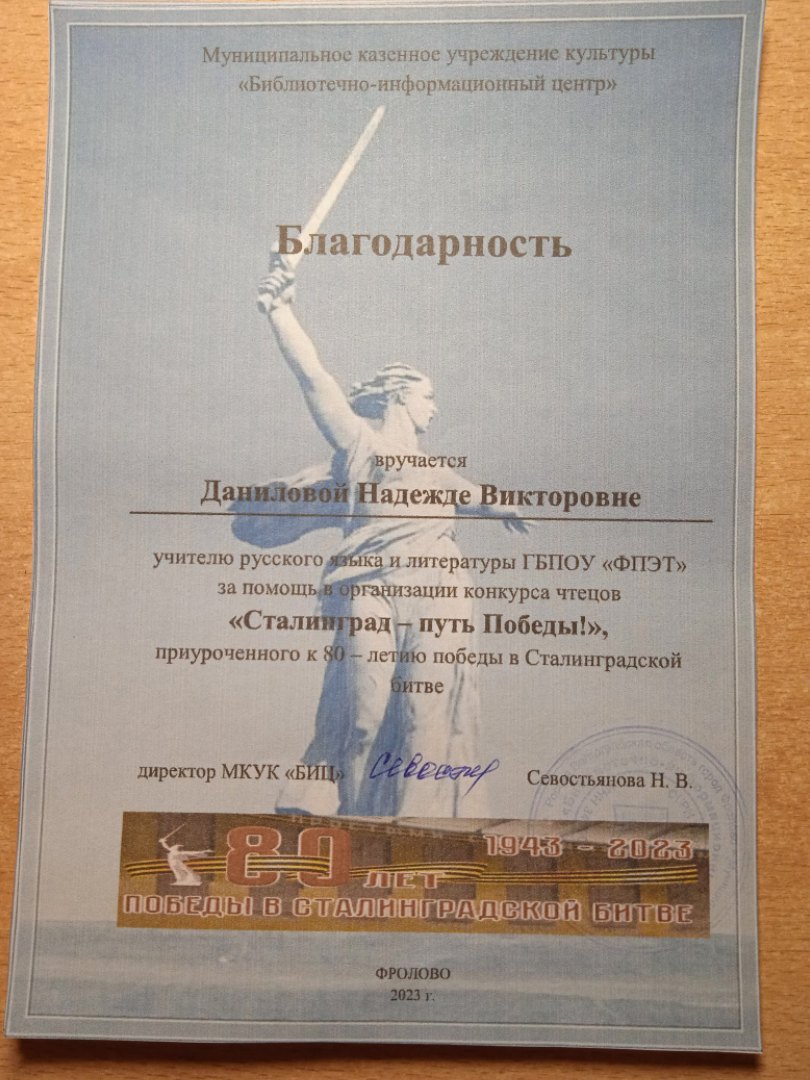 Муниципальное казенное учреждение культуры
«Библиотечно-информационный центр»
Благодарность
вручается
Даниловой Надежде Викторовне
учителю русского языка и литературы ГБПОУ «ФПЭТ»
за помощь в организации конкурса чтецов
«Сталинград – путь Победы!»,
приуроченного к 80 – летию победы в Сталинградской
битве
директор МКУК «БИЦ»
Севостьянова Н. В.
1943 - 2023
80 ЛЕТ
ПОБЕДЫ В СТАЛИНГРАДСКОЙ БИТВЕ
ФРОЛОВО
2023 г.